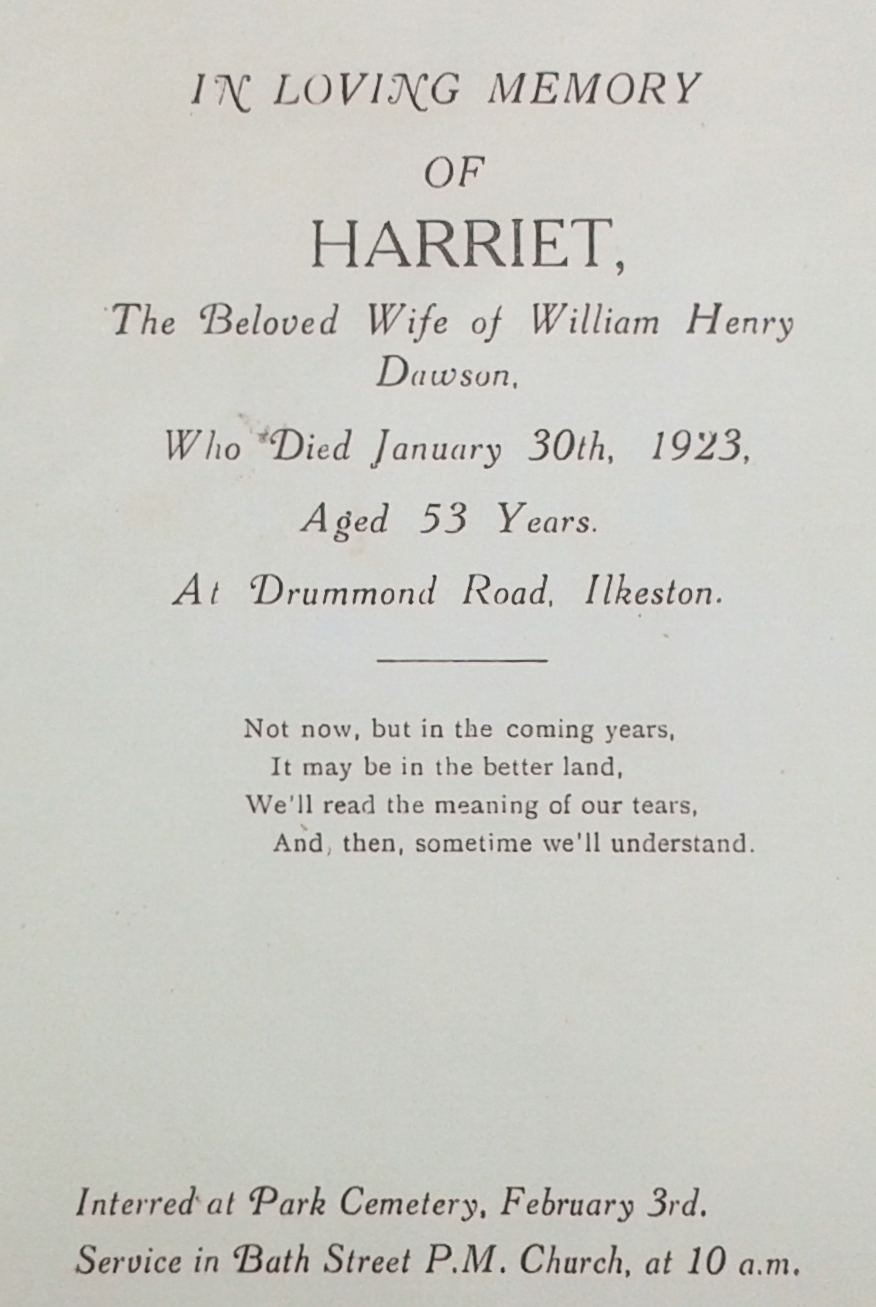 IN LOVING MEMORY
OF
HARRIET,
The Beloved Wife of William Henry
Dawson,
Who Died January 30th, 1923,
Aged 53 Years.
At Drummond Road, Ilkeston.
Not now, but in the coming years,
It may be in the better land,
We'll read the meaning of our tears,
And, then, sometime we'll understand.
Interred at Park Cemetery, February 3rd.
Service in Bath Street P.M. Church, at 10 a.m.